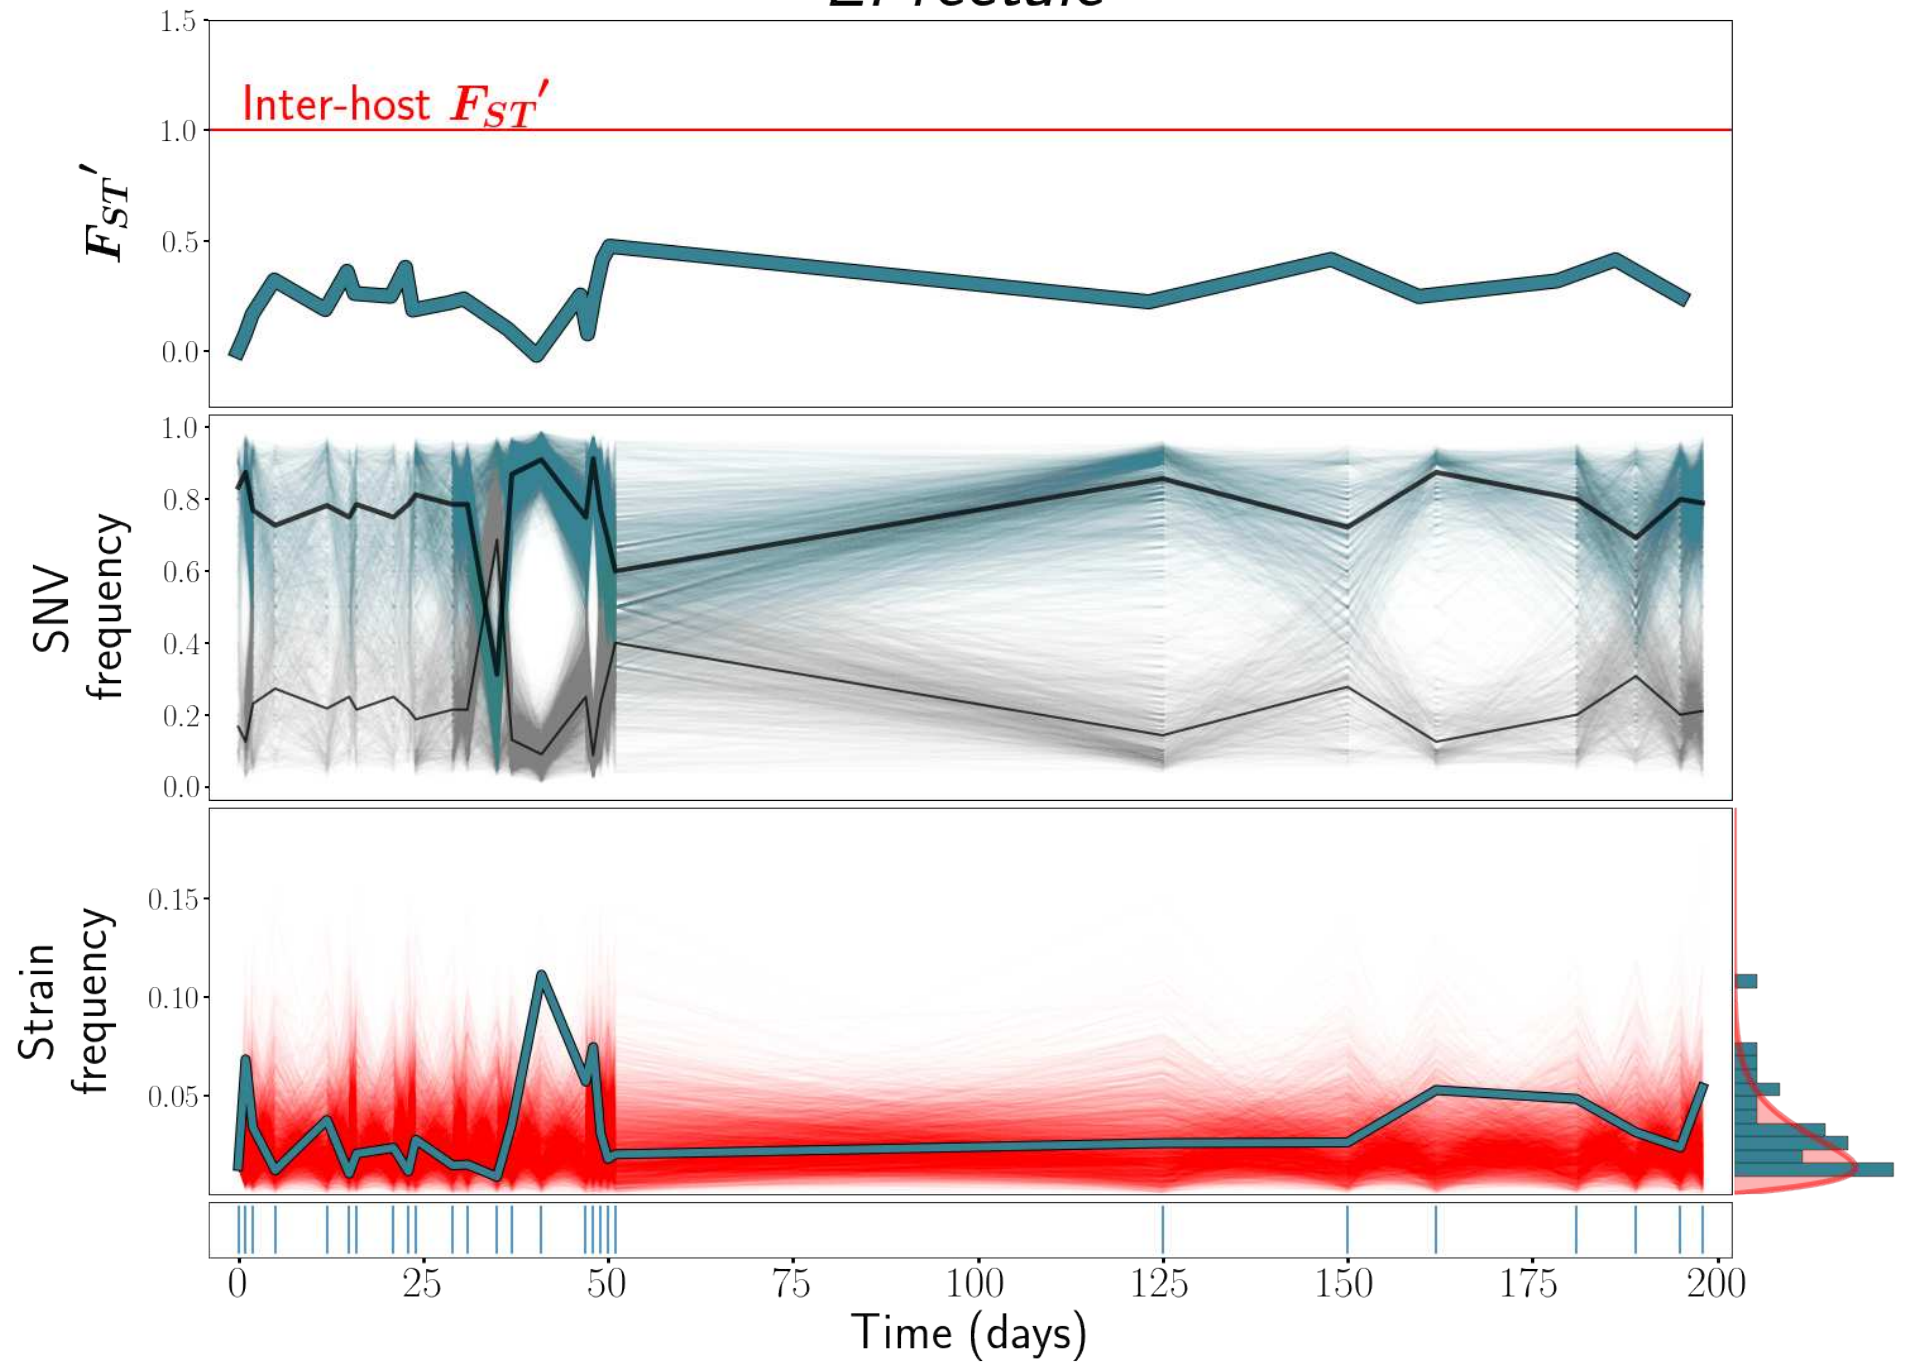 1.5
Inter-host F_ST′
1.0
F_ST′
0.5
0.0
1.0
0.8
SNV
frequency
0.6
0.4
0.2
0.0
0.15
Strain
frequency
0.10
0.05
0 25 50 75 100 125 150 175 200
Time (days)